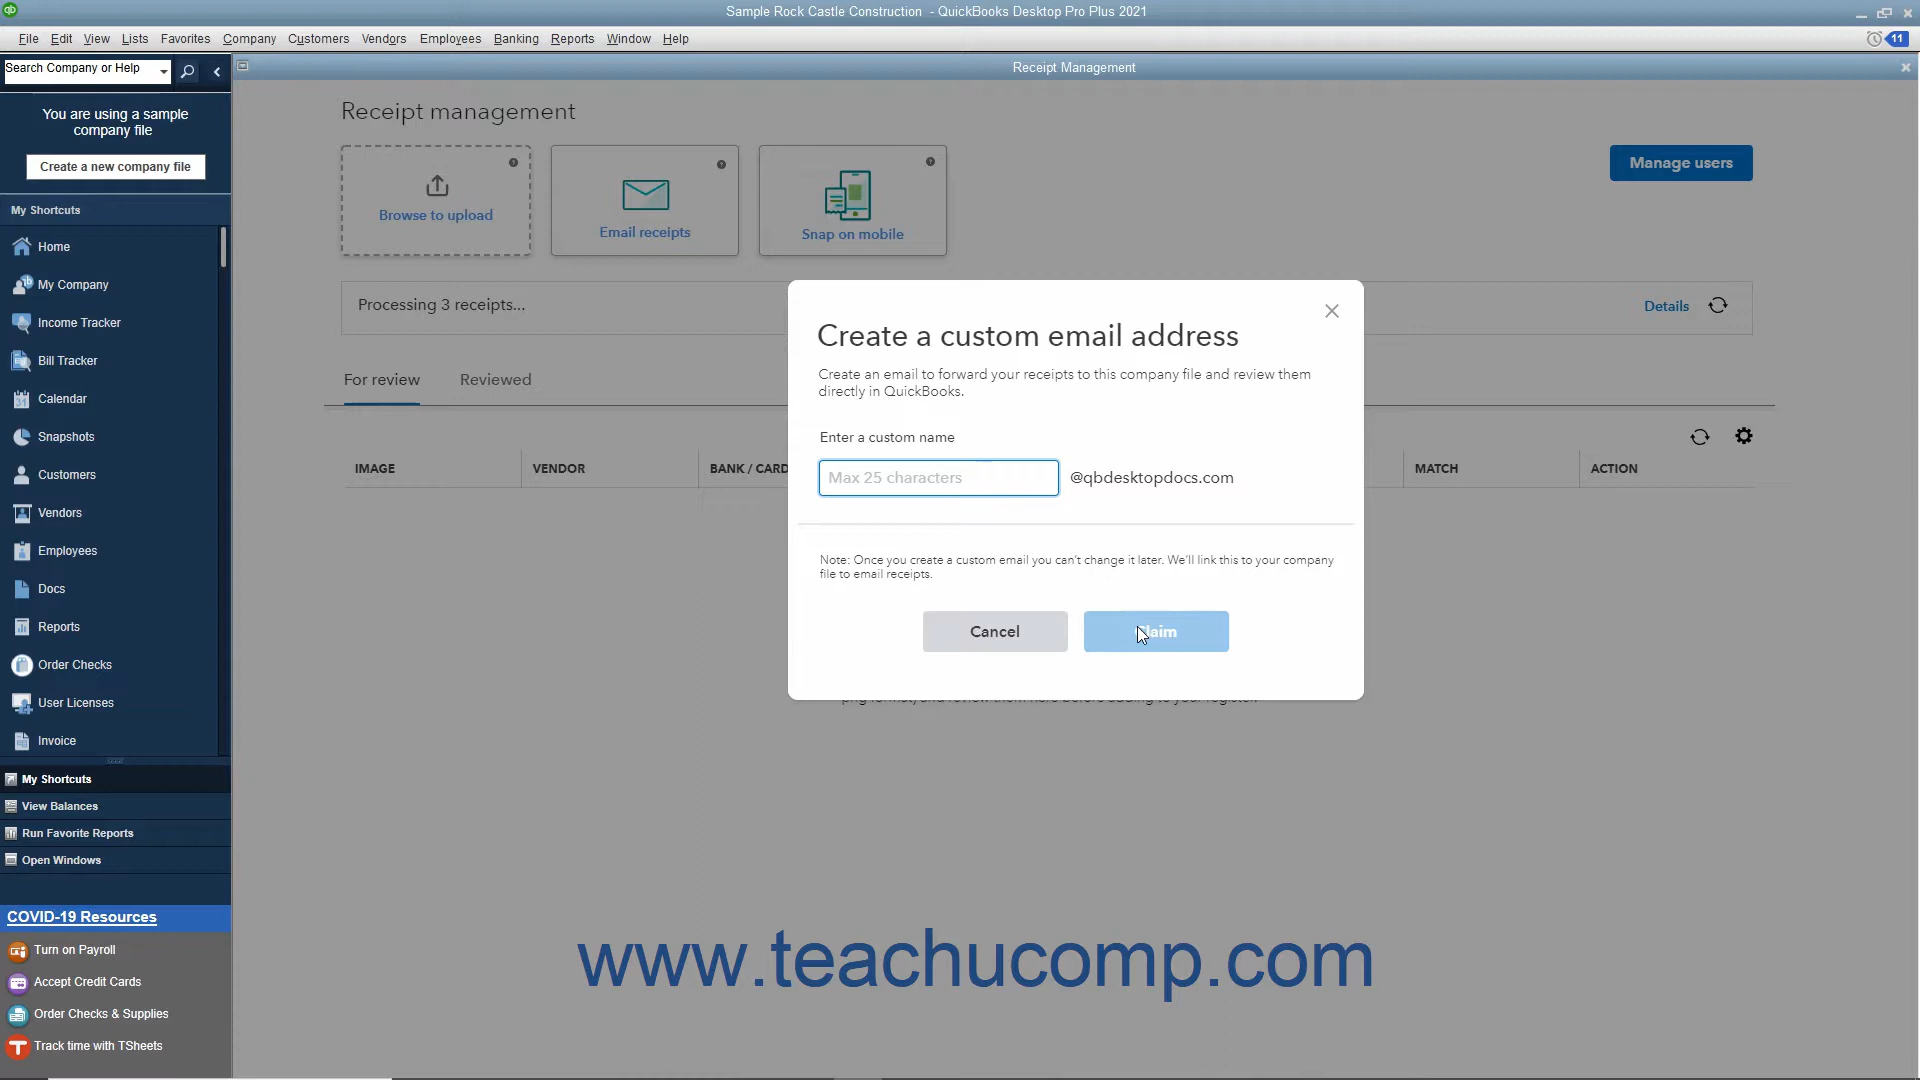 Sample Rock Castle Construction - QuickBooks Desktop Pro Plus 2021
File Edit View Lists Favorites Company Customers Vendors Employees Banking Reports Window Help
11
Search Company or Help
Receipt Management
You are using a sample
company file
Create a new company file
My Shortcuts
Home
My Company
Income Tracker
Bill Tracker
Calendar
Snapshots
Customers
Vendors
Employees
Docs
Reports
Order Checks
User Licenses
Invoice
My Shortcuts
View Balances
Run Favorite Reports
Open Windows
COVID-19 Resources
Turn on Payroll
Accept Credit Cards
Order Checks & Supplies
Track time with TSheets
Receipt management
Browse to upload
Email receipts
Snap on mobile
Manage users
Processing 3 receipts...
Details
For review Reviewed
IMAGE VENDOR BANK / CARD MATCH ACTION
Create a custom email address
Create an email to forward your receipts to this company file and review them
directly in QuickBooks.
Enter a custom name
Max 25 characters @qbdesktopdocs.com
Note: Once you create a custom email you can't change it later. We'll link this to your company
file to email receipts.
Cancel
www.teachucomp.com